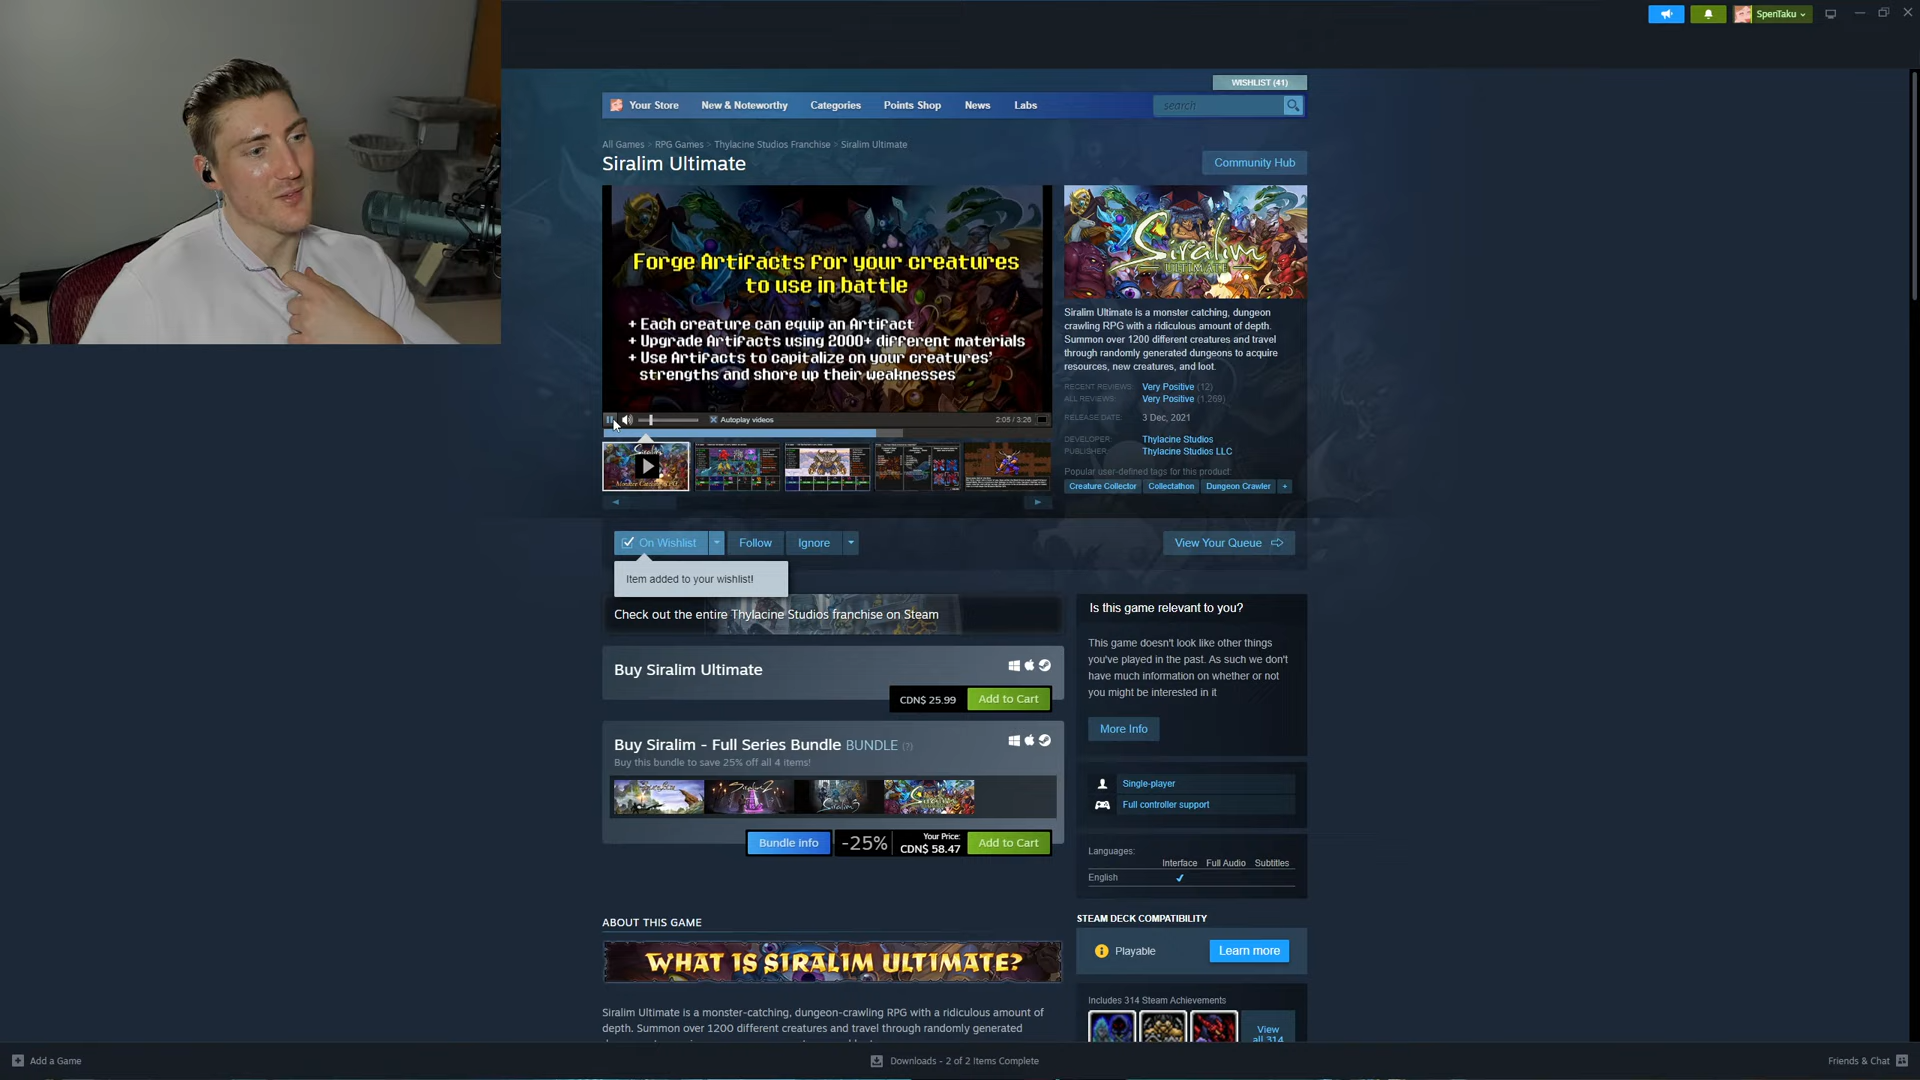 SpenTaku
WISHLIST (41)
Your Store New & Noteworthy Categories Points Shop News Labs search
All Games > RPG Games > Thylacine Studios Franchise > Siralim Ultimate
Siralim Ultimate
Community Hub
Forge Artifacts for your creatures
to use in battle
+ Each creature can equip an Artifact
+ Upgrade Artifacts using 2000+ different materials
+ Use Artifacts to capitalize on your creatures'
strengths and shore up their weaknesses
Autoplay videos 2:05 / 3:26
Siralim
ULTIMATE
Siralim Ultimate is a monster catching, dungeon
crawling RPG with a ridiculous amount of depth.
Summon over 1200 different creatures and travel
through randomly generated dungeons to acquire
resources, new creatures, and loot.
RECENT REVIEWS: Very Positive (12)
ALL REVIEWS: Very Positive (1,269)
RELEASE DATE: 3 Dec, 2021
DEVELOPER: Thylacine Studios
PUBLISHER: Thylacine Studios LLC
Popular user-defined tags for this product:
Creature Collector Collectathon Dungeon Crawler +
On Wishlist Follow Ignore
View Your Queue
Item added to your wishlist!
Check out the entire Thylacine Studios franchise on Steam
Buy Siralim Ultimate
CDN$ 25.99 Add to Cart
Buy Siralim - Full Series Bundle BUNDLE (?)
Buy this bundle to save 25% off all 4 items!
Bundle info -25% Your Price:
CDN$ 58.47 Add to Cart
Is this game relevant to you?
This game doesn't look like other things
you've played in the past. As such we don't
have much information on whether or not
you might be interested in it
More Info
Single-player
Full controller support
Languages:
Interface Full Audio Subtitles
English ✔
STEAM DECK COMPATIBILITY
Playable Learn more
Includes 314 Steam Achievements
View
all 314
ABOUT THIS GAME
WHAT IS SIRALIM ULTIMATE?
Siralim Ultimate is a monster-catching, dungeon-crawling RPG with a ridiculous amount of
depth. Summon over 1200 different creatures and travel through randomly generated
Add a Game
Downloads - 2 of 2 Items Complete
Friends & Chat